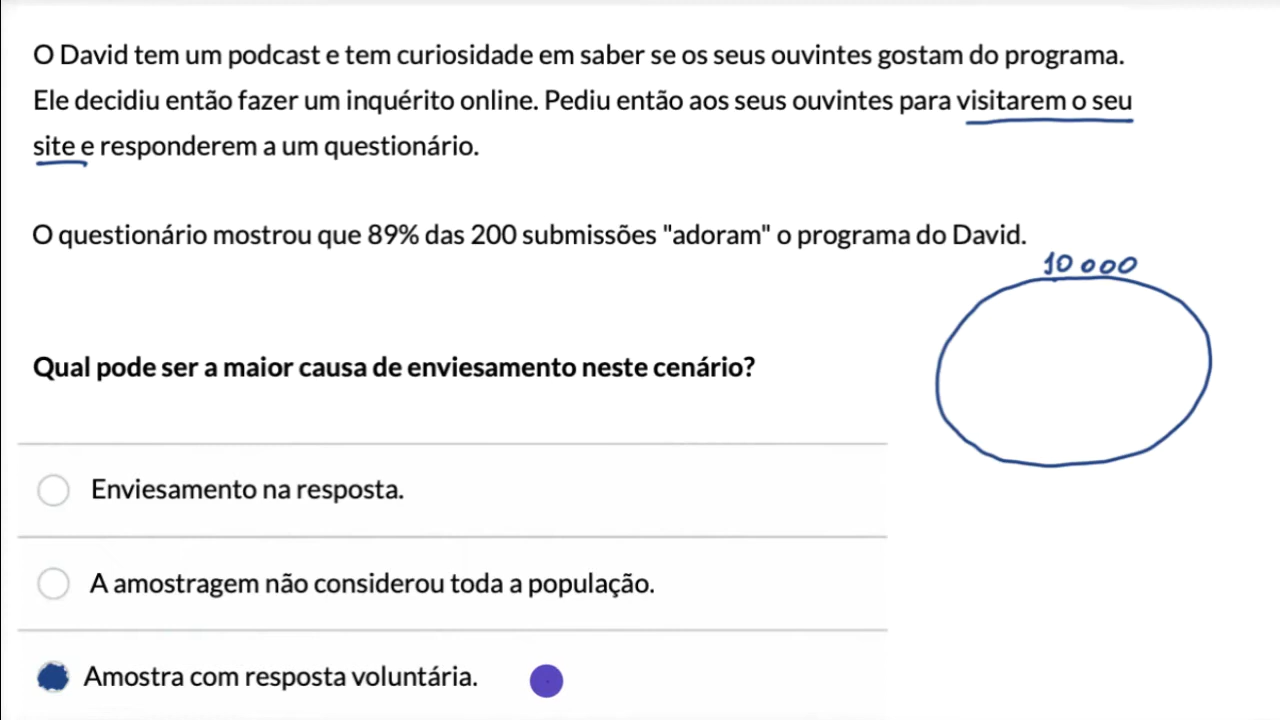 O David tem um podcast e tem curiosidade em saber se os seus ouvintes gostam do programa.
Ele decidiu então fazer um inquérito online. Pediu então aos seus ouvintes para visitarem o seu
site e responderem a um questionário.
O questionário mostrou que 89% das 200 submissões "adoram" o programa do David.
10 000
Qual pode ser a maior causa de enviesamento neste cenário?
Enviesamento na resposta.
A amostragem não considerou toda a população.
Amostra com resposta voluntária.